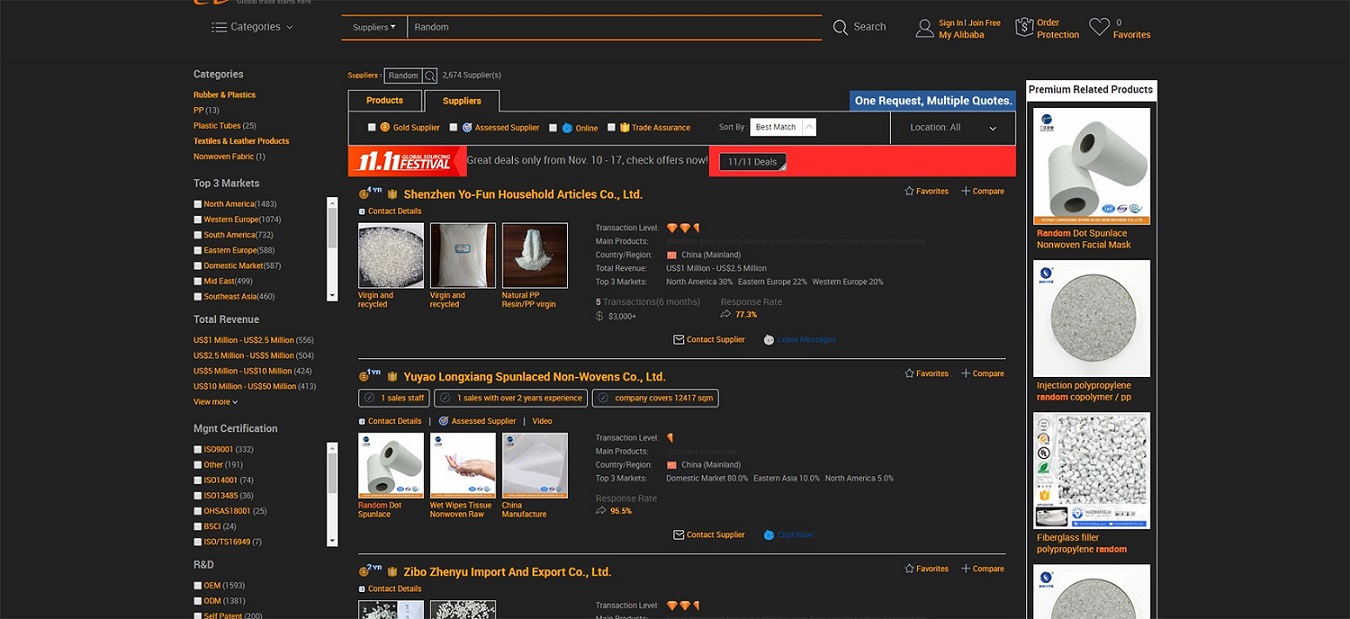 Global trade starts here
Categories
Suppliers
Random
Search
Sign In | Join Free
My Alibaba
Order
Protection
0
Favorites
Categories
Rubber & Plastics
PP (13)
Plastic Tubes (25)
Textiles & Leather Products
Nonwoven Fabric (1)
Top 3 Markets
North America(1483)
Western Europe(1074)
South America(732)
Eastern Europe(588)
Domestic Market(587)
Mid East(499)
Southeast Asia(460)
Total Revenue
US$1 Million - US$2.5 Million (556)
US$2.5 Million - US$5 Million (504)
US$5 Million - US$10 Million (424)
US$10 Million - US$50 Million (413)
View more
Mgnt Certification
ISO9001 (332)
Other (191)
ISO14001 (74)
ISO13485 (36)
OHSAS18001 (25)
BSCI (24)
ISO/TS16949 (7)
R&D
OEM (1593)
ODM (1381)
Self Patent (200)
Suppliers › Random 2,674 Supplier(s)
Products
Suppliers
One Request, Multiple Quotes.
Gold Supplier
Assessed Supplier
Online
Trade Assurance
Sort By : Best Match
Location: All
11.11 GLOBAL SOURCING FESTIVAL
Great deals only from Nov. 10 - 17, check offers now!
11/11 Deals
4 YR Shenzhen Yo-Fun Household Articles Co., Ltd.
Favorites
Compare
Contact Details
Virgin and
recycled
Virgin and
recycled
Natural PP
Resin/PP virgin
Transaction Level:
Main Products:
Country/Region: China (Mainland)
Total Revenue: US$1 Million - US$2.5 Million
Top 3 Markets: North America 30% Eastern Europe 22% Western Europe 20%
5 Transactions(6 months)
$3,000+
Response Rate
77.3%
Contact Supplier
Leave Messages
1 YR Yuyao Longxiang Spunlaced Non-Wovens Co., Ltd.
Favorites
Compare
1 sales staff
1 sales with over 2 years experience
company covers 12417 sqm
Contact Details | Assessed Supplier | Video
Random Dot
Spunlace
Wet Wipes Tissue
Nonwoven Raw
China
Manufacture
Transaction Level:
Main Products: Spunlace nonwoven
Country/Region: China (Mainland)
Top 3 Markets: Domestic Market 80.0% Eastern Asia 10.0% North America 5.0%
Response Rate
95.5%
Contact Supplier
Chat Now!
2 YR Zibo Zhenyu Import And Export Co., Ltd.
Favorites
Compare
Contact Details
Transaction Level:
Main Products:
Premium Related Products
Random Dot Spunlace
Nonwoven Facial Mask
Injection polypropylene
random copolymer / pp
Fiberglass filler
polypropylene random